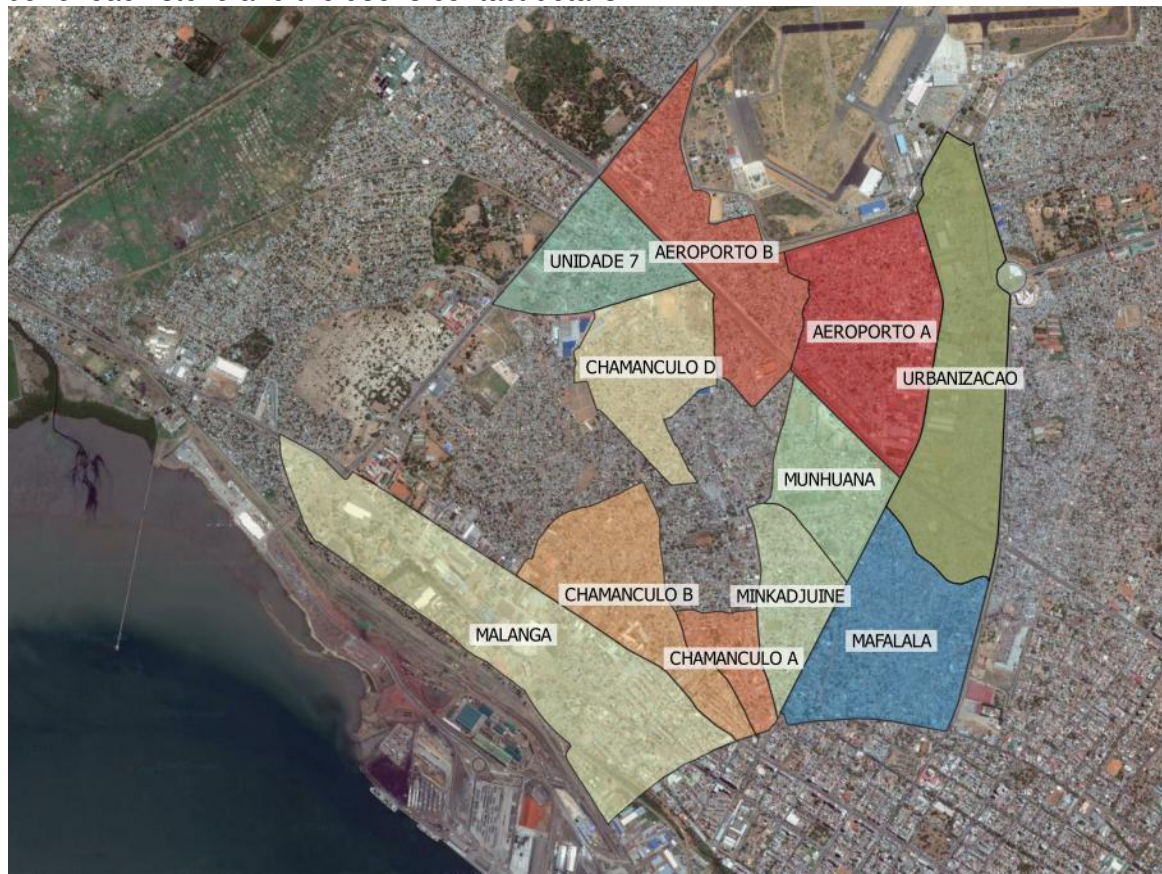 UNIDADE 7
AEROPORTO B
AEROPORTO A
CHAMANCULO D
URBANIZACAO
MUNHUANA
CHAMANCULO B
MINKADJUINE
MALANGA
CHAMANCULO A
MAFALALA